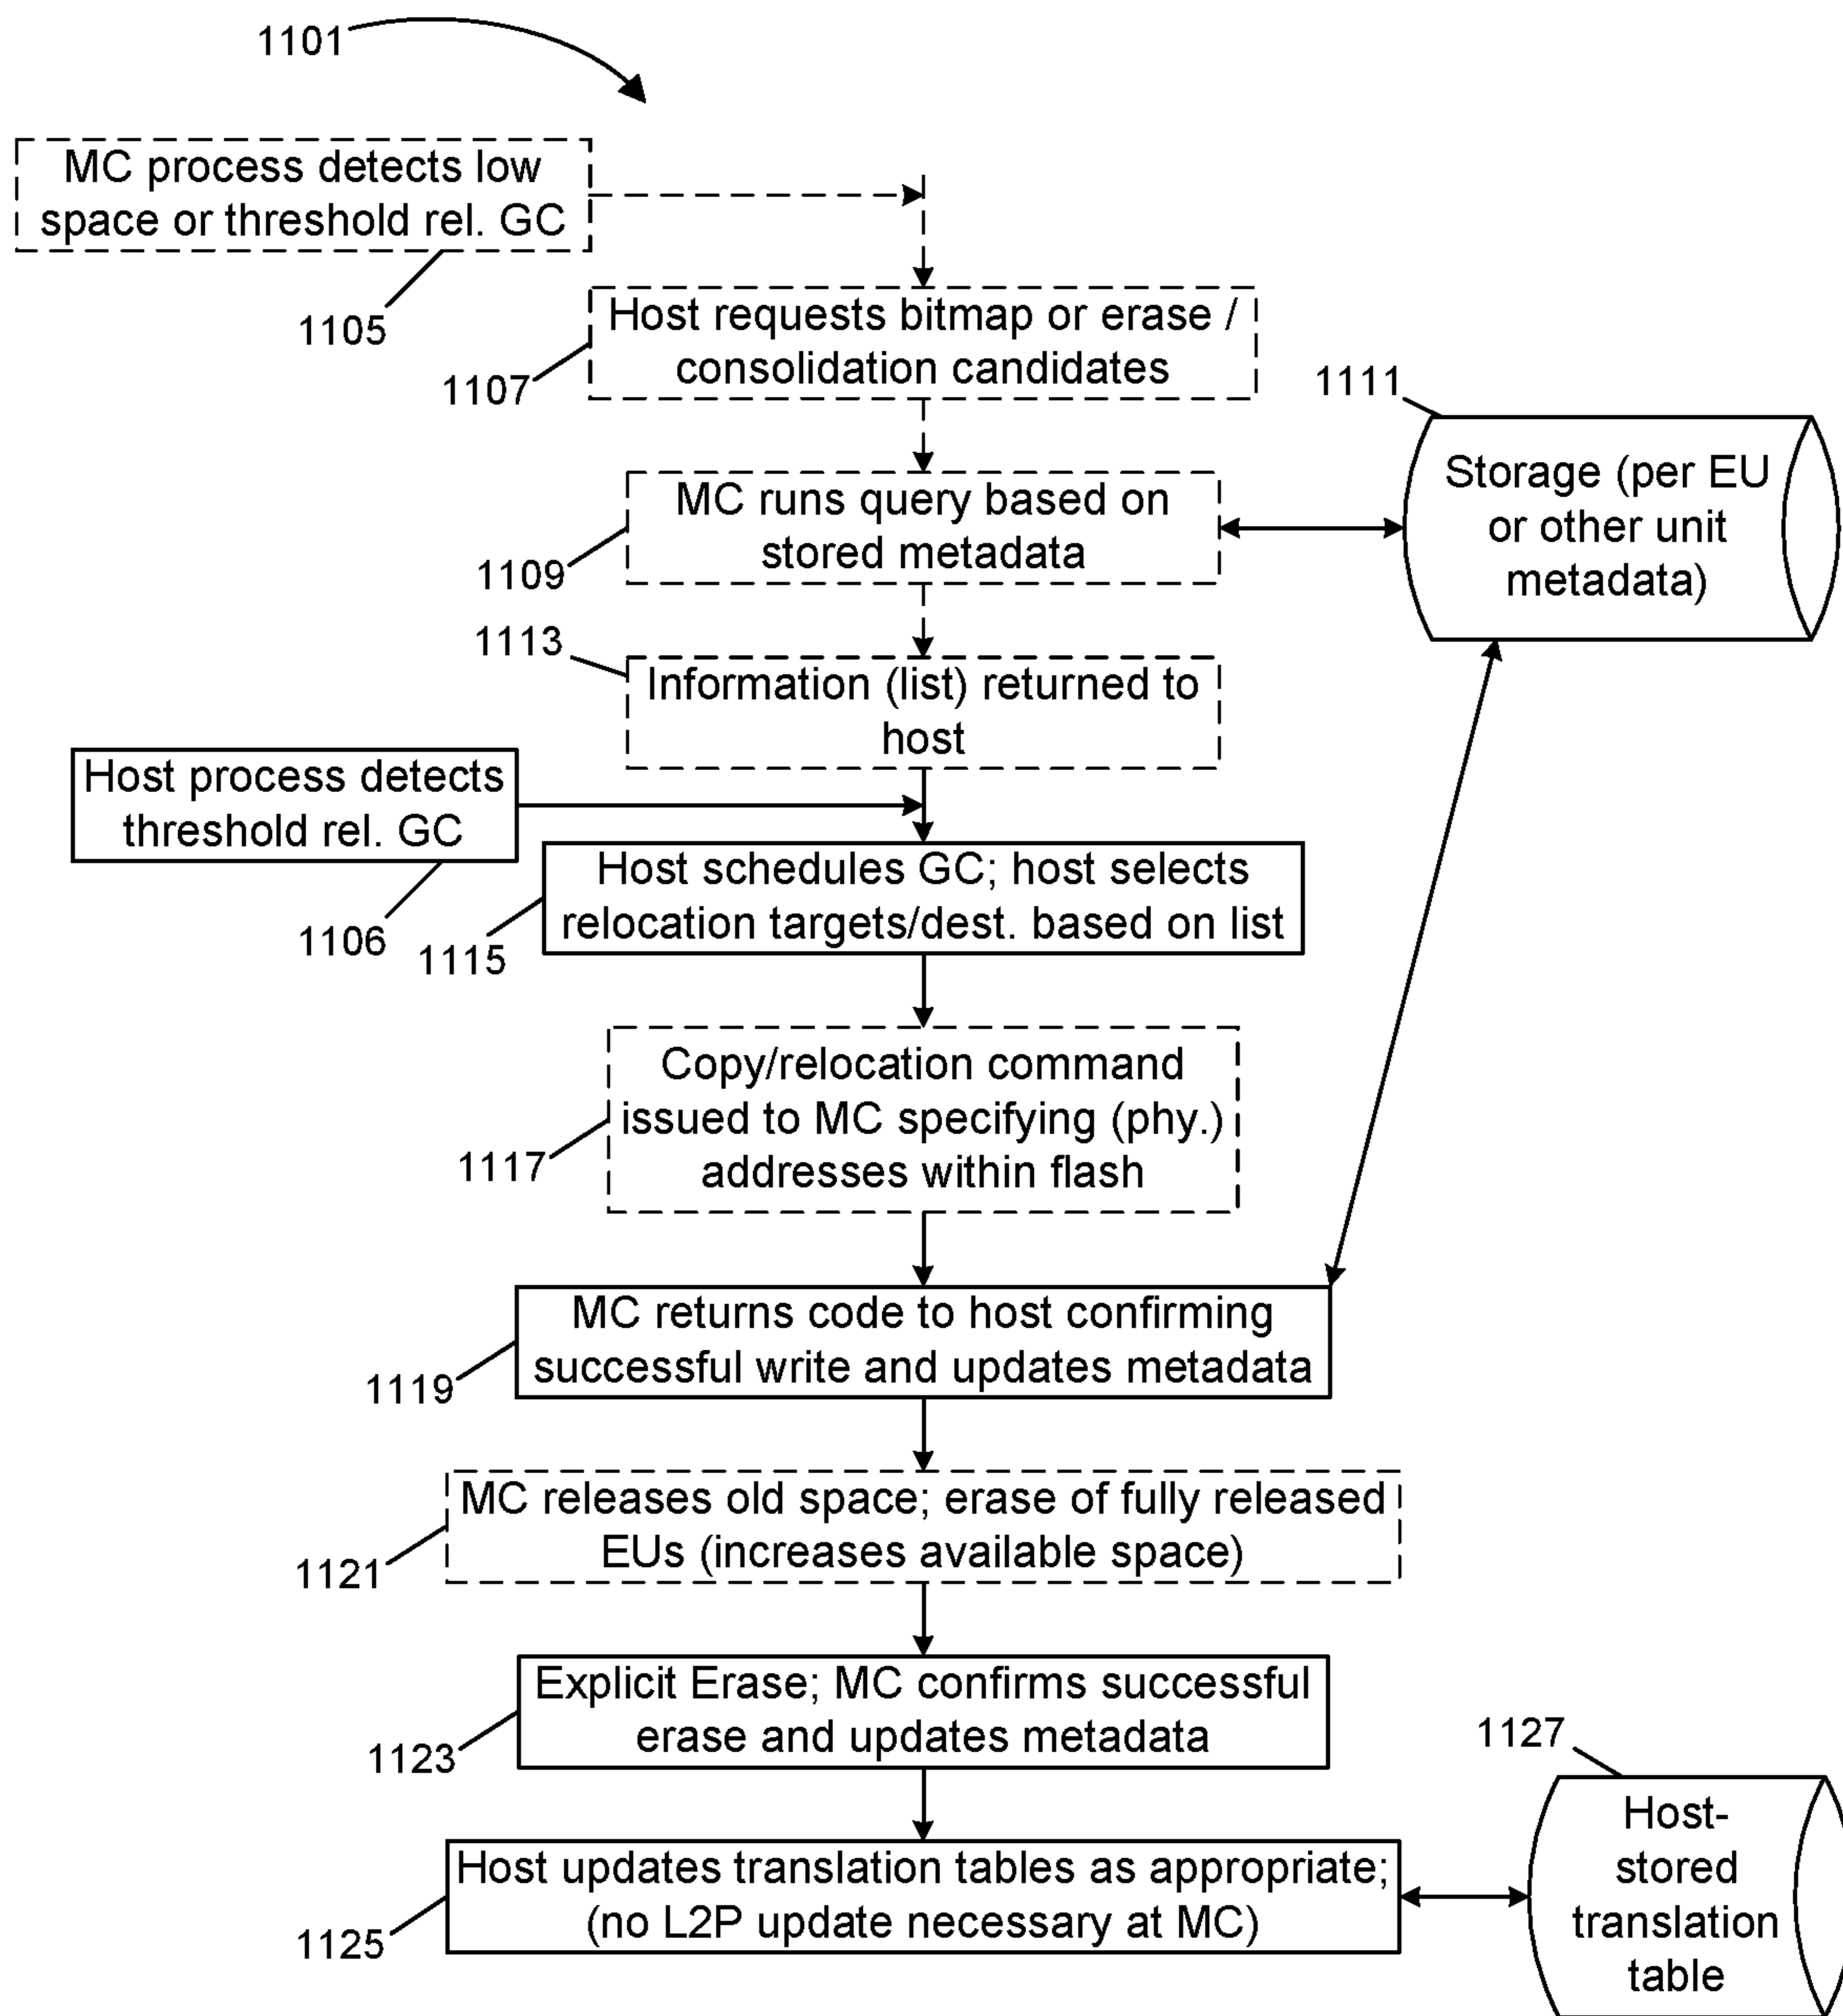 1101
MC process detects low
space or threshold rel. GC
1105
Host requests bitmap or erase /
consolidation candidates
1107
1111
Storage (per EU
or other unit
metadata)
MC runs query based on
stored metadata
1109
1113
Information (list) returned to
host
Host process detects
threshold rel. GC
1106
Host schedules GC; host selects
relocation targets/dest. based on list
1115
Copy/relocation command
issued to MC specifying (phy.)
addresses within flash
1117
MC returns code to host confirming
successful write and updates metadata
1119
MC releases old space; erase of fully released
EUs (increases available space)
1121
Explicit Erase; MC confirms successful
erase and updates metadata
1123
1127
Host-
stored
translation
table
Host updates translation tables as appropriate;
(no L2P update necessary at MC)
1125